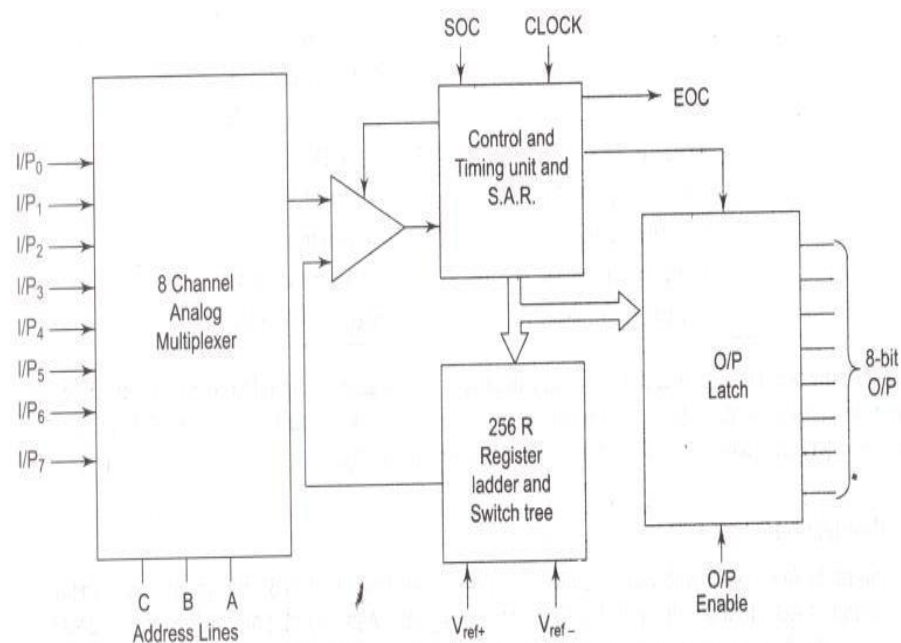 SOC
CLOCK
EOC
Control and
Timing unit and
S.A.R.
I/P₀
I/P₁
I/P₂
I/P₃
I/P₄
I/P₅
I/P₆
I/P₇
8 Channel
Analog
Multiplexer
C B A
Address Lines
256 R
Register
ladder and
Switch tree
Vref+
Vref –
O/P
Latch
8-bit
O/P
O/P
Enable